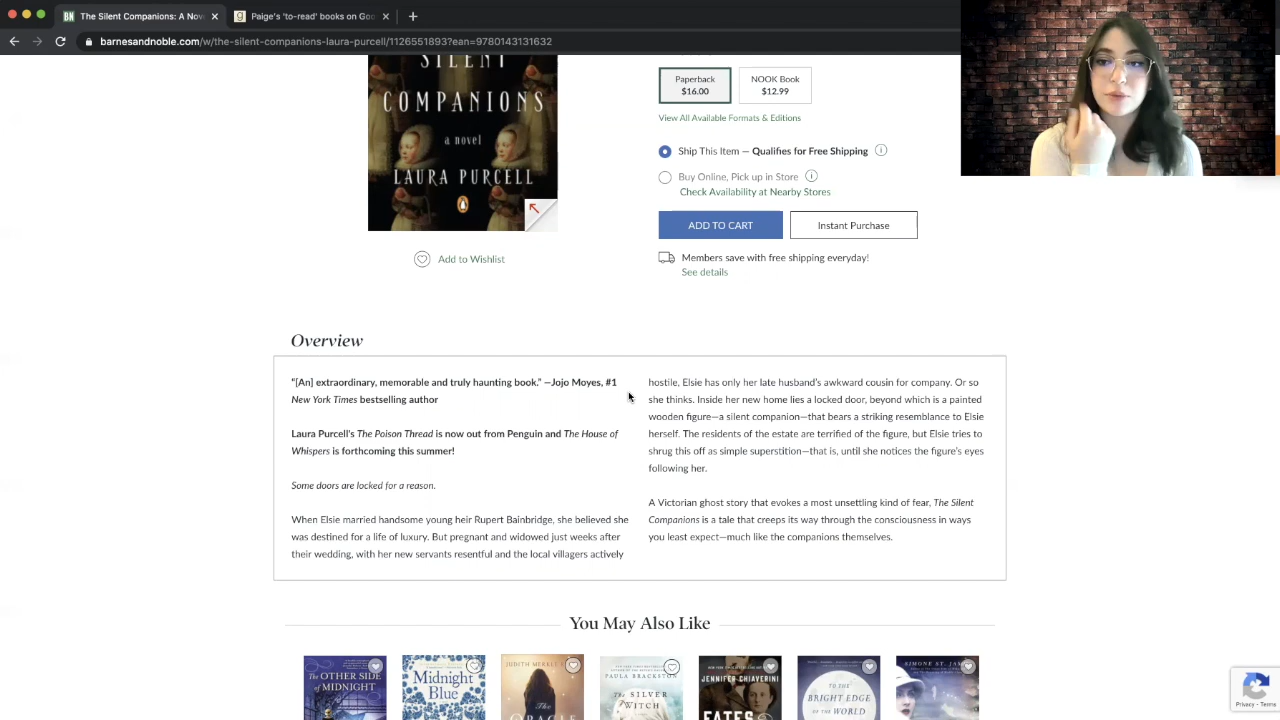 The Silent Companions: A Nov
Paige's 'to-read' books on Goo
barnesandnoble.com/w/the-silent-companions-laura-purcell/1126551893?ean=9780143131632
SILENT
COMPANIONS
a novel
LAURA PURCELL
Add to Wishlist
Paperback
$16.00
NOOK Book
$12.99
View All Available Formats & Editions
Ship This Item — Qualifies for Free Shipping
Buy Online, Pick up in Store
Check Availability at Nearby Stores
ADD TO CART
Instant Purchase
Members save with free shipping everyday!
See details
Overview
"[An] extraordinary, memorable and truly haunting book." —Jojo Moyes, #1
New York Times bestselling author
Laura Purcell's The Poison Thread is now out from Penguin and The House of
Whispers is forthcoming this summer!
Some doors are locked for a reason.
When Elsie married handsome young heir Rupert Bainbridge, she believed she
was destined for a life of luxury. But pregnant and widowed just weeks after
their wedding, with her new servants resentful and the local villagers actively
hostile, Elsie has only her late husband's awkward cousin for company. Or so
she thinks. Inside her new home lies a locked door, beyond which is a painted
wooden figure—a silent companion—that bears a striking resemblance to Elsie
herself. The residents of the estate are terrified of the figure, but Elsie tries to
shrug this off as simple superstition—that is, until she notices the figure's eyes
following her.
A Victorian ghost story that evokes a most unsettling kind of fear, The Silent
Companions is a tale that creeps its way through the consciousness in ways
you least expect—much like the companions themselves.
You May Also Like
The OTHER SIDE
of MIDNIGHT
Midnight
Blue
JUDITH MERKLE
The
PAULA BRACKSTON
THE SILVER
WITCH
JENNIFER CHIAVERINI
FATES
TO THE
BRIGHT EDGE
OF THE WORLD
SIMONE ST. JA
Privacy - Terms